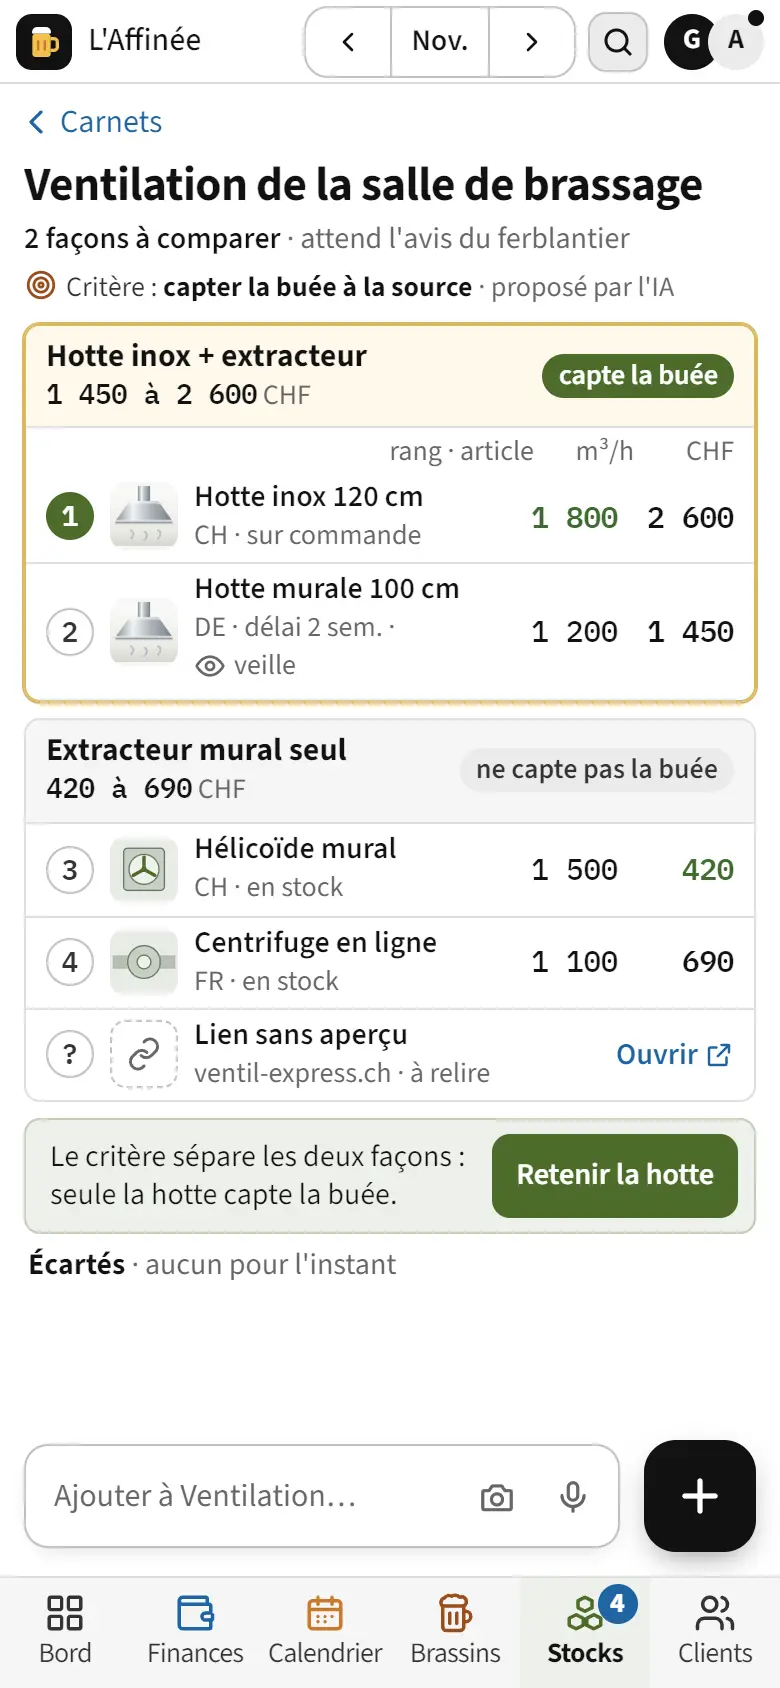 L'Affinée
Nov.
G
A
Carnets
Ventilation de la salle de brassage
2 façons à comparer · attend l'avis du ferblantier
Critère : capter la buée à la source · proposé par l'IA
Hotte inox + extracteur
1 450 à 2 600 CHF
capte la buée
rang · article m³/h CHF
1
Hotte inox 120 cm
CH · sur commande
1 800 2 600
2
Hotte murale 100 cm
DE · délai 2 sem. ·
veille
1 200 1 450
Extracteur mural seul
420 à 690 CHF
ne capte pas la buée
3
Hélicoïde mural
CH · en stock
1 500 420
4
Centrifuge en ligne
FR · en stock
1 100 690
?
Lien sans aperçu
ventil-express.ch · à relire
Ouvrir
Le critère sépare les deux façons :
seule la hotte capte la buée.
Retenir la hotte
Écartés · aucun pour l'instant
Ajouter à Ventilation…
4
Bord Finances Calendrier Brassins Stocks Clients